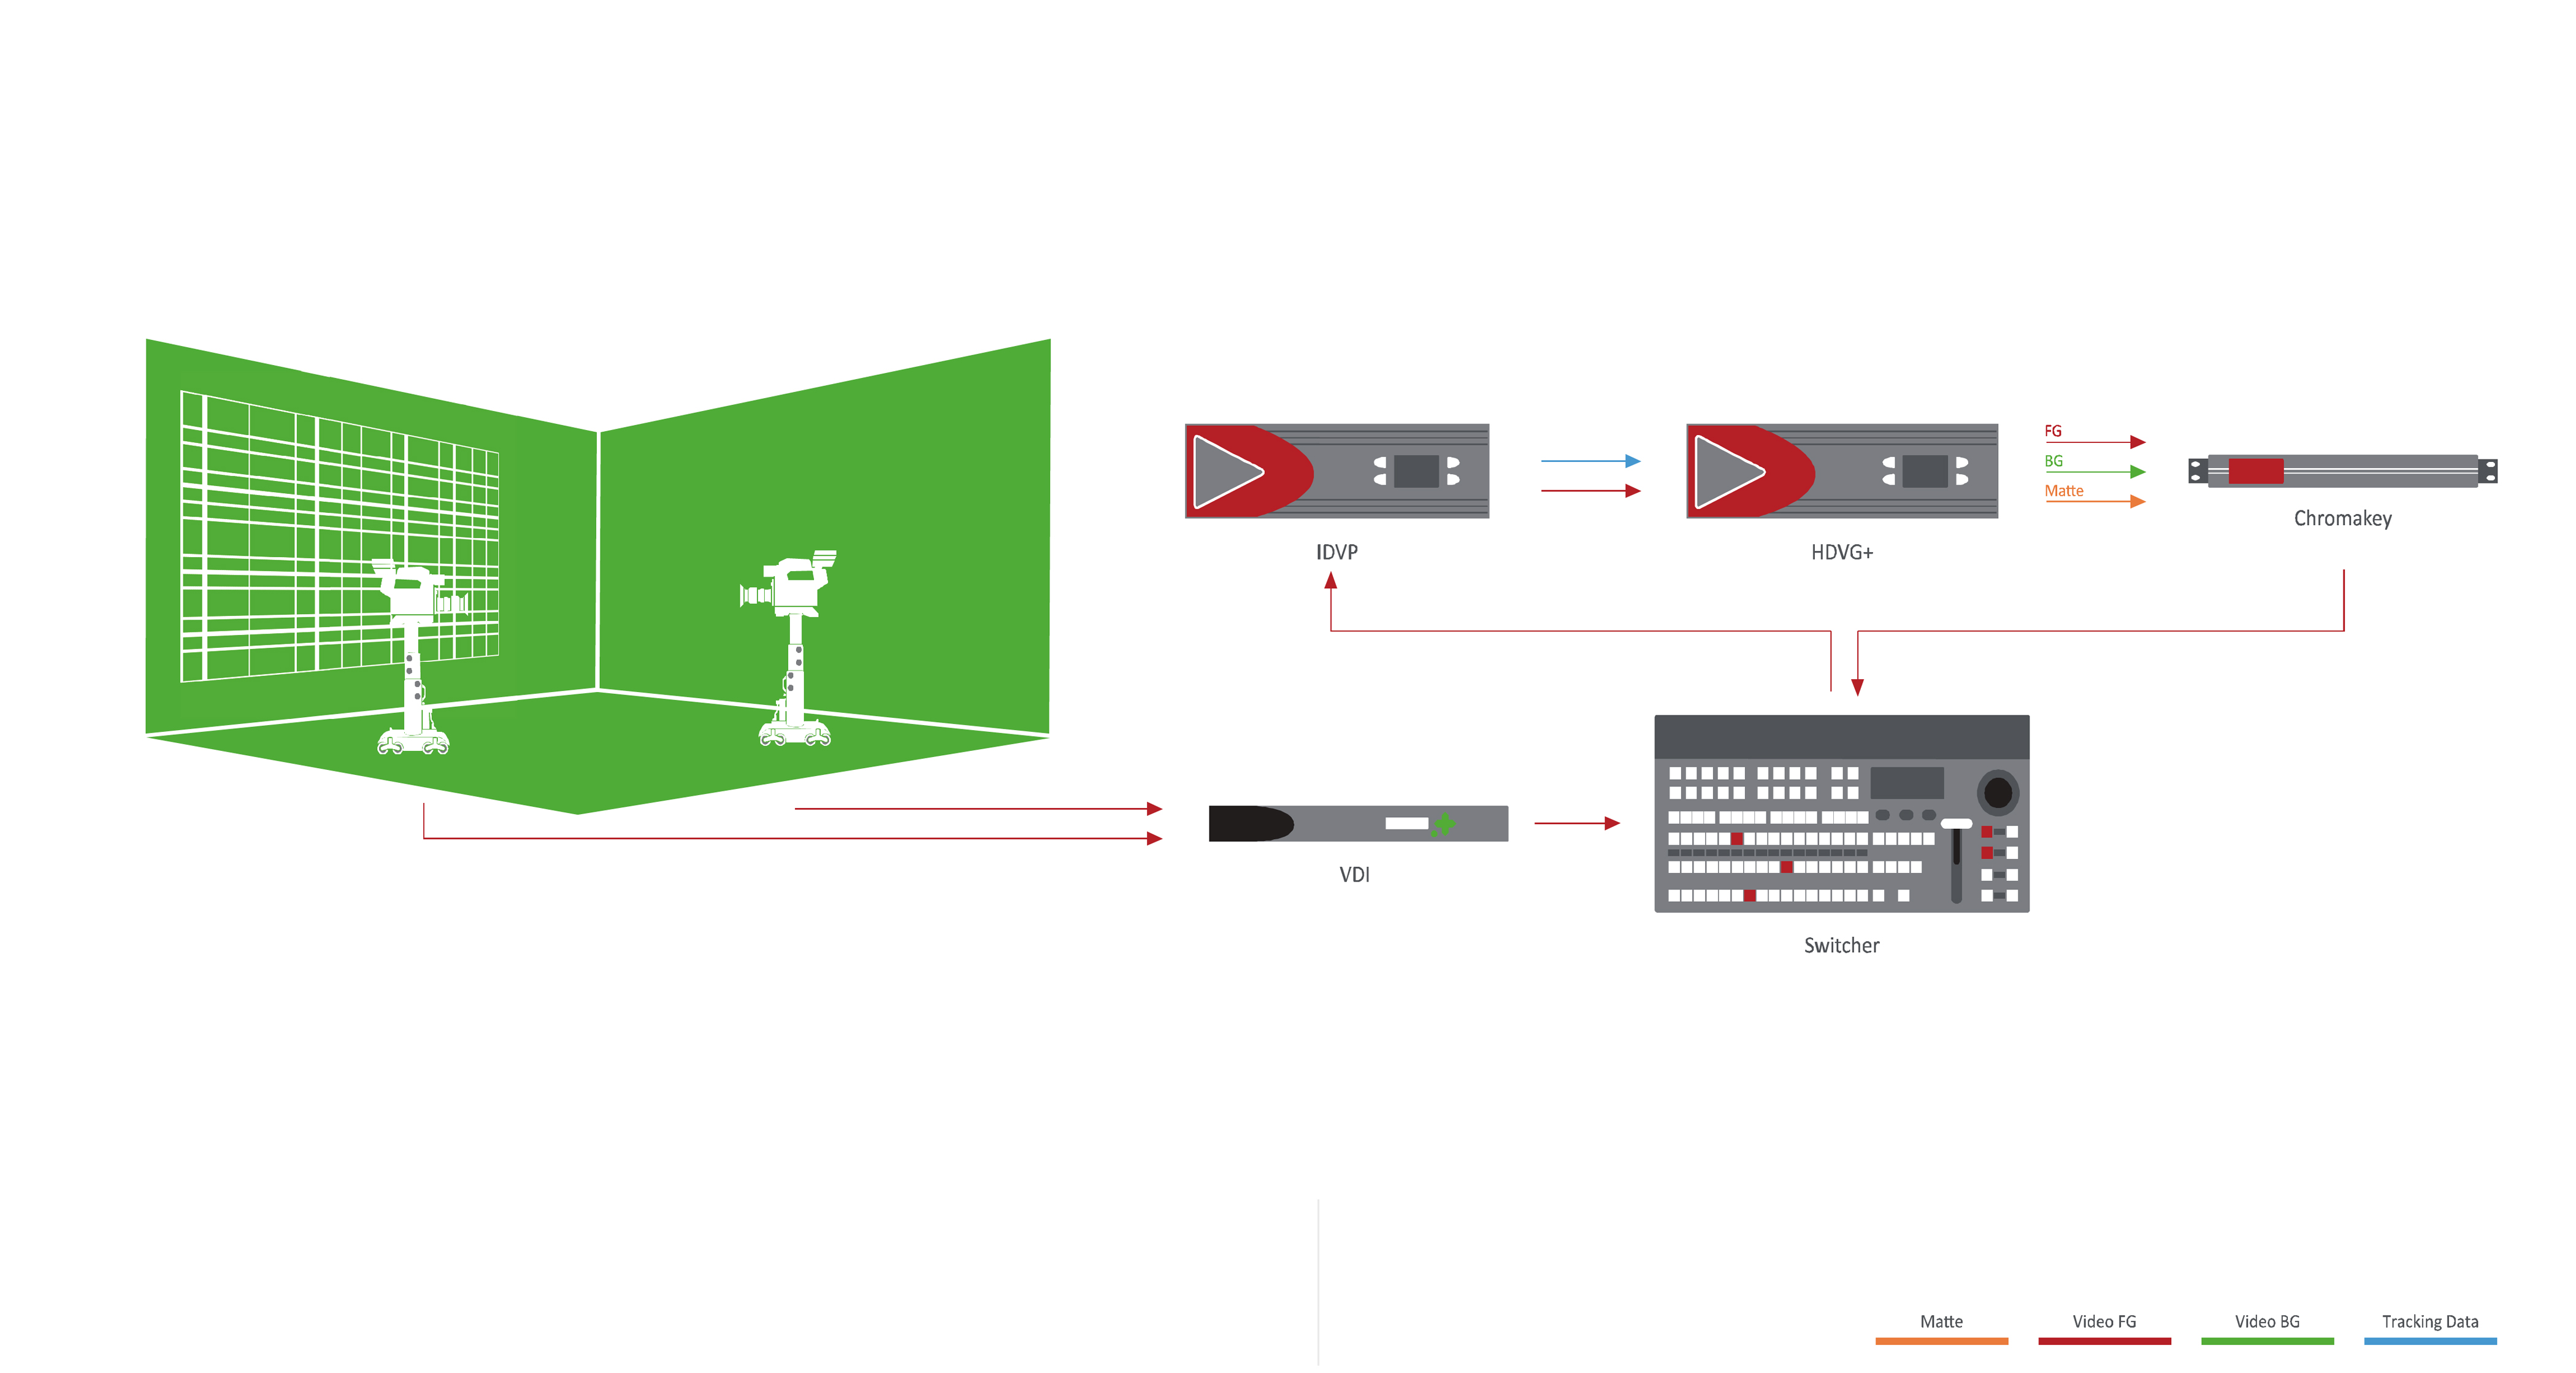 FG
BG
Matte
Chromakey
IDVP
HDVG+
VDI
Switcher
Matte
Video FG
Video BG
Tracking Data